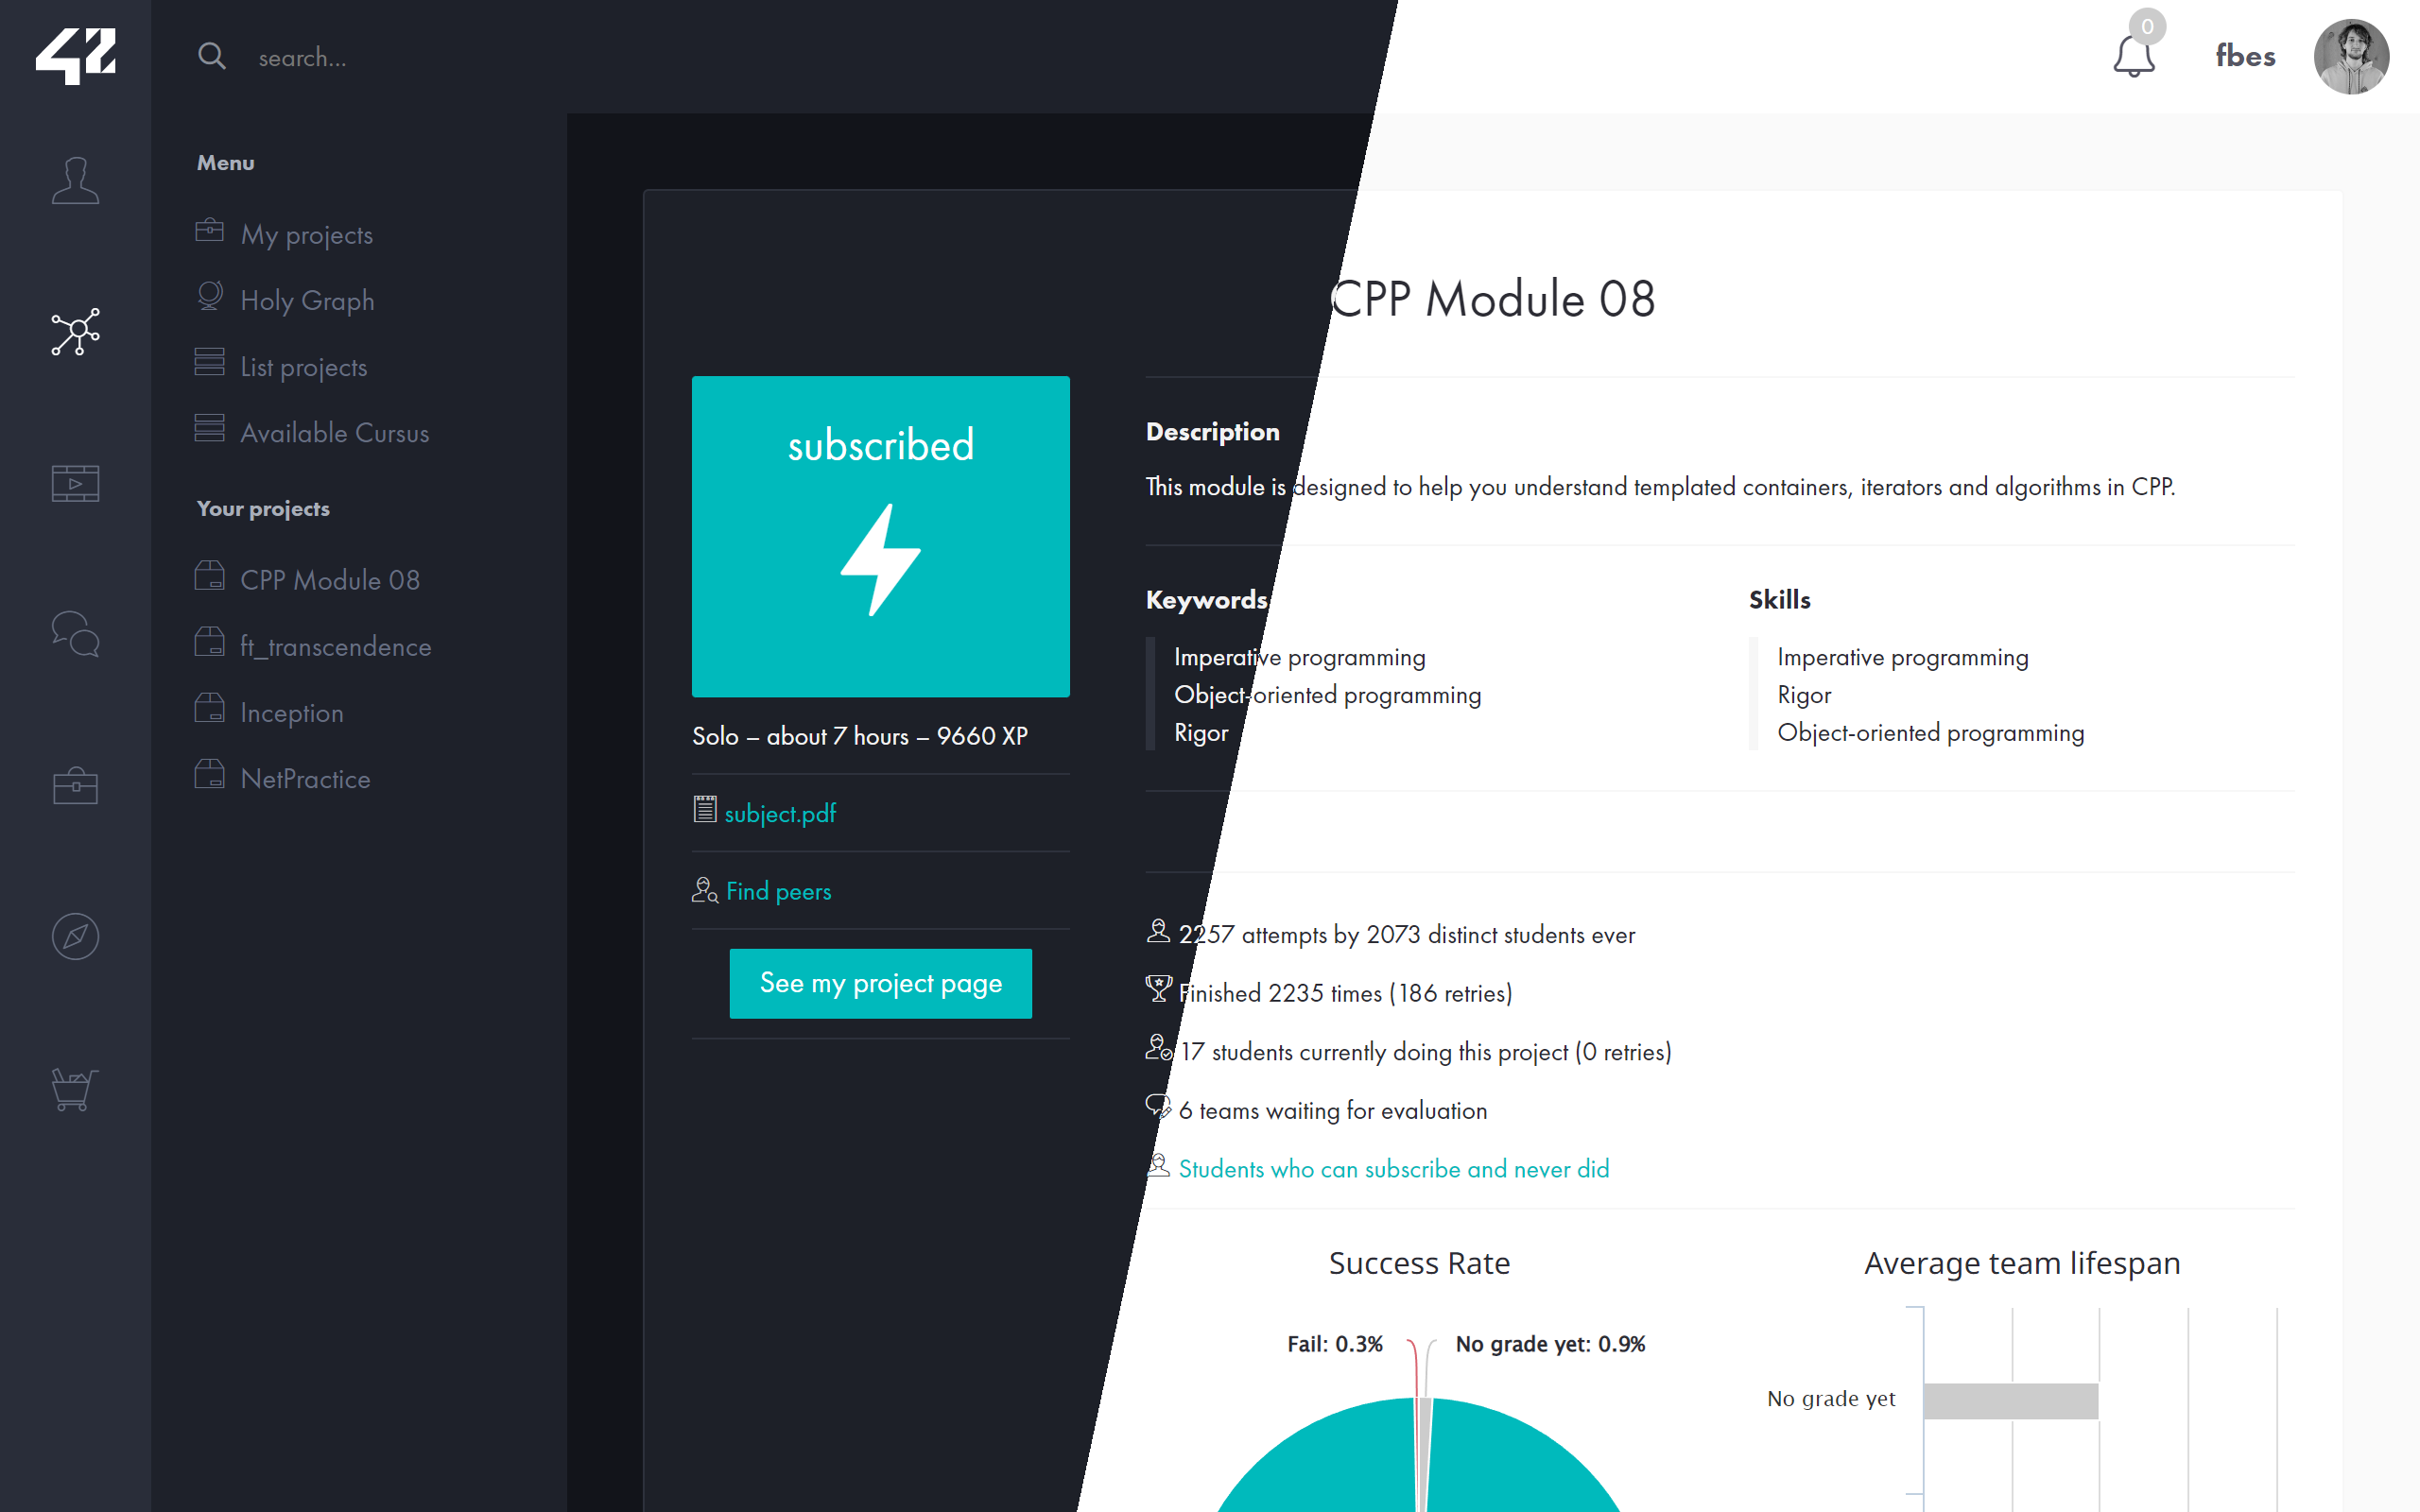 42
search...
0
fbes
Menu
My projects
Holy Graph
List projects
Available Cursus
Your projects
CPP Module 08
ft_transcendence
Inception
NetPractice
CPP Module 08
subscribed
Solo – about 7 hours – 9660 XP
subject.pdf
Find peers
See my project page
Description
This module is designed to help you understand templated containers, iterators and algorithms in CPP.
Keywords
Imperative programming
Object-oriented programming
Rigor
Skills
Imperative programming
Rigor
Object-oriented programming
2257 attempts by 2073 distinct students ever
Finished 2235 times (186 retries)
17 students currently doing this project (0 retries)
6 teams waiting for evaluation
Students who can subscribe and never did
Success Rate
Fail: 0.3%
No grade yet: 0.9%
Average team lifespan
No grade yet